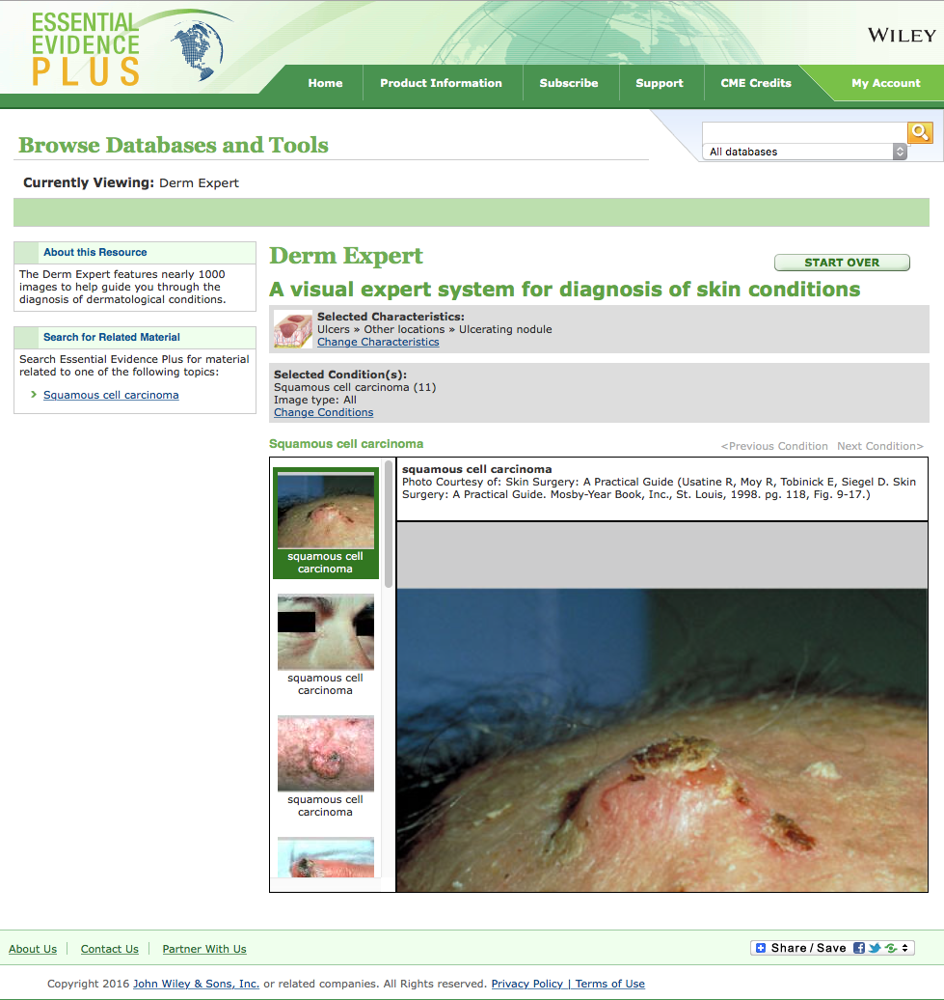 ESSENTIAL
EVIDENCE
PLUS
WILEY
Home
Product Information
Subscribe
Support
CME Credits
My Account
Browse Databases and Tools
All databases
Currently Viewing: Derm Expert
About this Resource
The Derm Expert features nearly 1000
images to help guide you through the
diagnosis of dermatological conditions.
Search for Related Material
Search Essential Evidence Plus for material
related to one of the following topics:
Squamous cell carcinoma
Derm Expert
START OVER
A visual expert system for diagnosis of skin conditions
Selected Characteristics:
Ulcers » Other locations » Ulcerating nodule
Change Characteristics
Selected Condition(s):
Squamous cell carcinoma (11)
Image type: All
Change Conditions
Squamous cell carcinoma
<Previous Condition Next Condition>
squamous cell
carcinoma
squamous cell
carcinoma
squamous cell
carcinoma
squamous cell carcinoma
Photo Courtesy of: Skin Surgery: A Practical Guide (Usatine R, Moy R, Tobinick E, Siegel D. Skin
Surgery: A Practical Guide. Mosby-Year Book, Inc., St. Louis, 1998. pg. 118, Fig. 9-17.)
About Us
Contact Us
Partner With Us
Share / Save
Copyright 2016 John Wiley & Sons, Inc. or related companies. All Rights reserved. Privacy Policy | Terms of Use